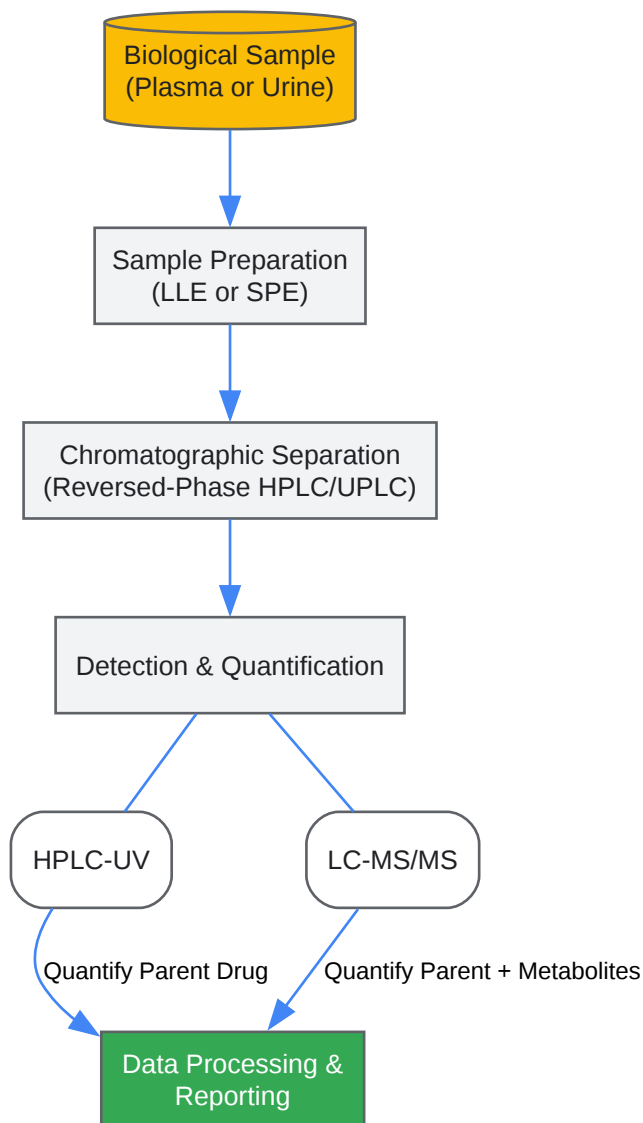 Biological Sample
(Plasma or Urine)
Sample Preparation
(LLE or SPE)
Chromatographic Separation
(Reversed-Phase HPLC/UPLC)
Detection & Quantification
HPLC-UV
LC-MS/MS
Quantify Parent Drug
Quantify Parent + Metabolites
Data Processing &
Reporting